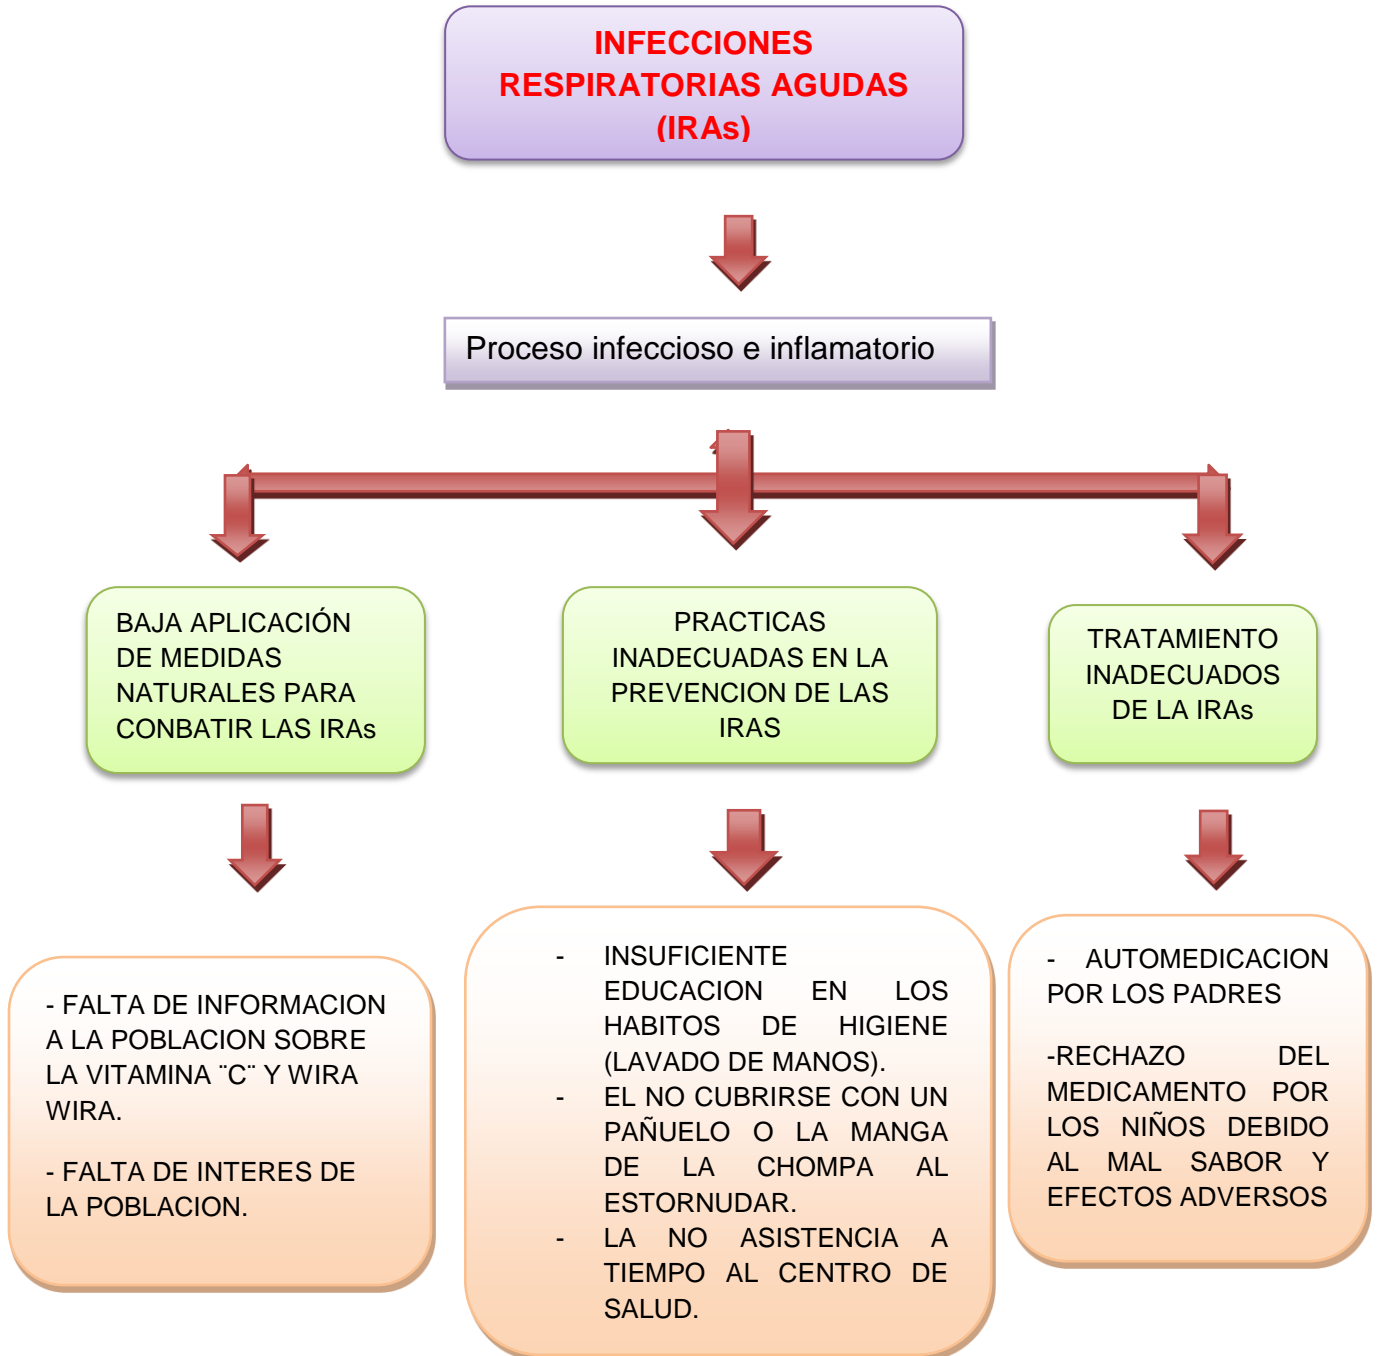 INFECCIONES
RESPIRATORIAS AGUDAS
(IRAs)
Proceso infeccioso e inflamatorio
BAJA APLICACIÓN
DE MEDIDAS
NATURALES PARA
CONBATIR LAS IRAs
PRACTICAS
INADECUADAS EN LA
PREVENCION DE LAS
IRAS
TRATAMIENTO
INADECUADOS
DE LA IRAs
- FALTA DE INFORMACION
A LA POBLACION SOBRE
LA VITAMINA ¨C¨ Y WIRA
WIRA.
- FALTA DE INTERES DE
LA POBLACION.
- INSUFICIENTE
EDUCACION EN LOS
HABITOS DE HIGIENE
(LAVADO DE MANOS).
- EL NO CUBRIRSE CON UN
PAÑUELO O LA MANGA
DE LA CHOMPA AL
ESTORNUDAR.
- LA NO ASISTENCIA A
TIEMPO AL CENTRO DE
SALUD.
- AUTOMEDICACION
POR LOS PADRES
-RECHAZO DEL
MEDICAMENTO POR
LOS NIÑOS DEBIDO
AL MAL SABOR Y
EFECTOS ADVERSOS